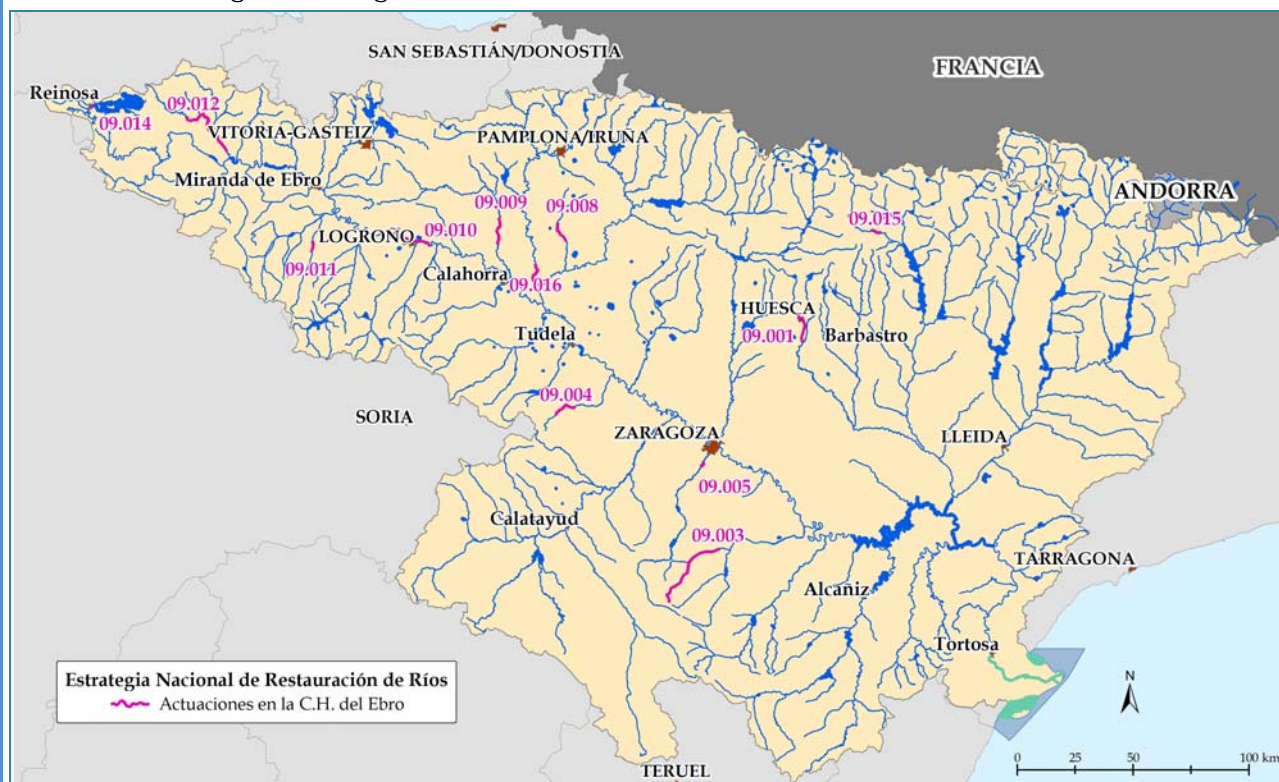 SAN SEBASTIÁN/DONOSTIA
FRANCIA
Reinosa
09.012
09.014
VITORIA-GASTEIZ
PAMPLONA/IRUÑA
Miranda de Ebro
ANDORRA
09.009
09.008
09.015
LOGROÑO
09.010
09.011
Calahorra
09.016
HUESCA
09.001
Barbastro
Tudela
09.004
SORIA
ZARAGOZA
LLEIDA
09.005
Calatayud
09.003
TARRAGONA
Alcañiz
Tortosa
Estrategia Nacional de Restauración de Ríos
Actuaciones en la C.H. del Ebro
N
0 25 50 100 km
TERUEL